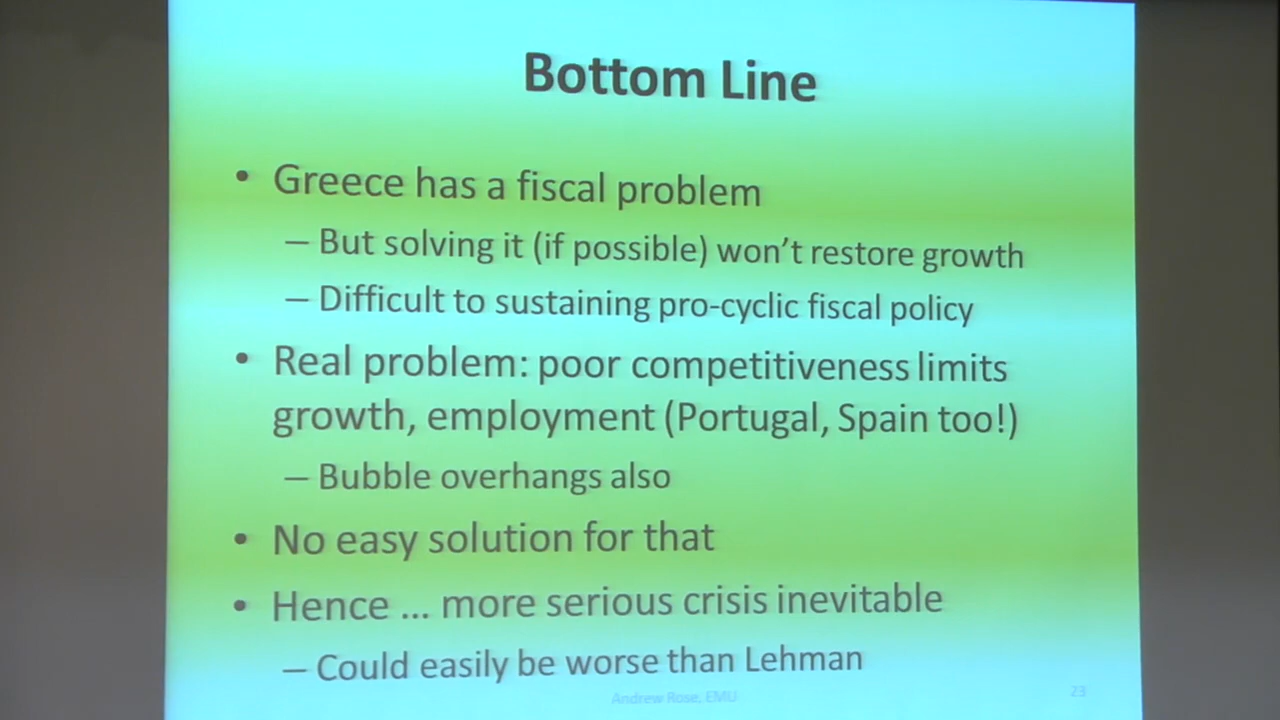 Bottom Line
• Greece has a fiscal problem
– But solving it (if possible) won't restore growth
– Difficult to sustaining pro-cyclic fiscal policy
• Real problem: poor competitiveness limits
growth, employment (Portugal, Spain too!)
– Bubble overhangs also
• No easy solution for that
• Hence ... more serious crisis inevitable
– Could easily be worse than Lehman
Andrew Rose, EMU
23